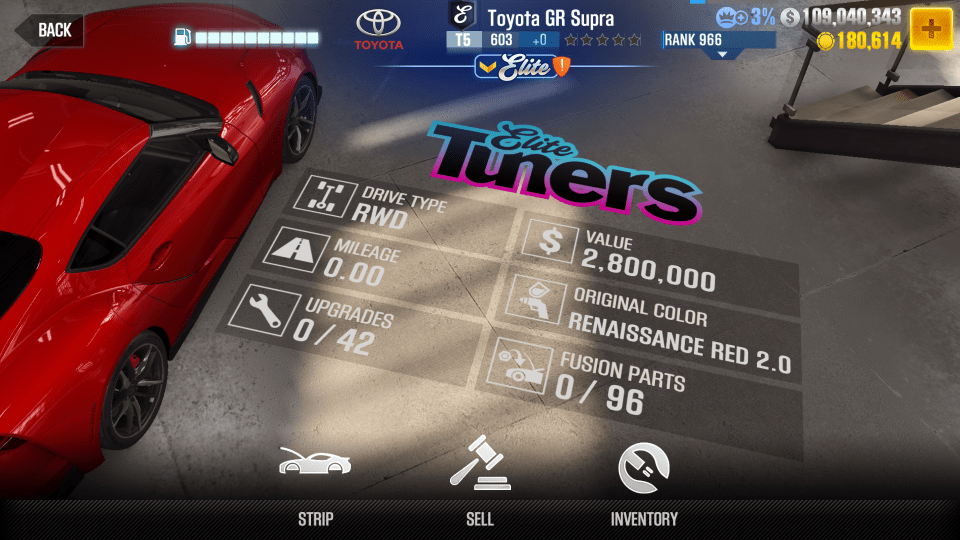 BACK
TOYOTA
Toyota GR Supra
T5 603 +0
Elite
RANK 966
3%
109,040,343
180,614
Elite
Tuners
DRIVE TYPE
RWD
MILEAGE
0.00
UPGRADES
0 / 42
$ VALUE
2,800,000
ORIGINAL COLOR
RENAISSANCE RED 2.0
FUSION PARTS
0 / 96
STRIP
SELL
INVENTORY